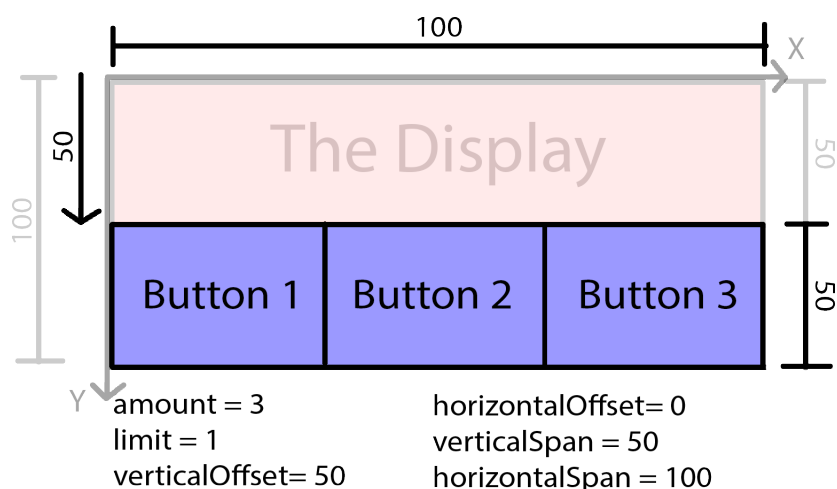 100
X
50
The Display
50
100
Button 1 Button 2 Button 3
50
Y
amount = 3
limit = 1
verticalOffset= 50
horizontalOffset= 0
verticalSpan = 50
horizontalSpan = 100